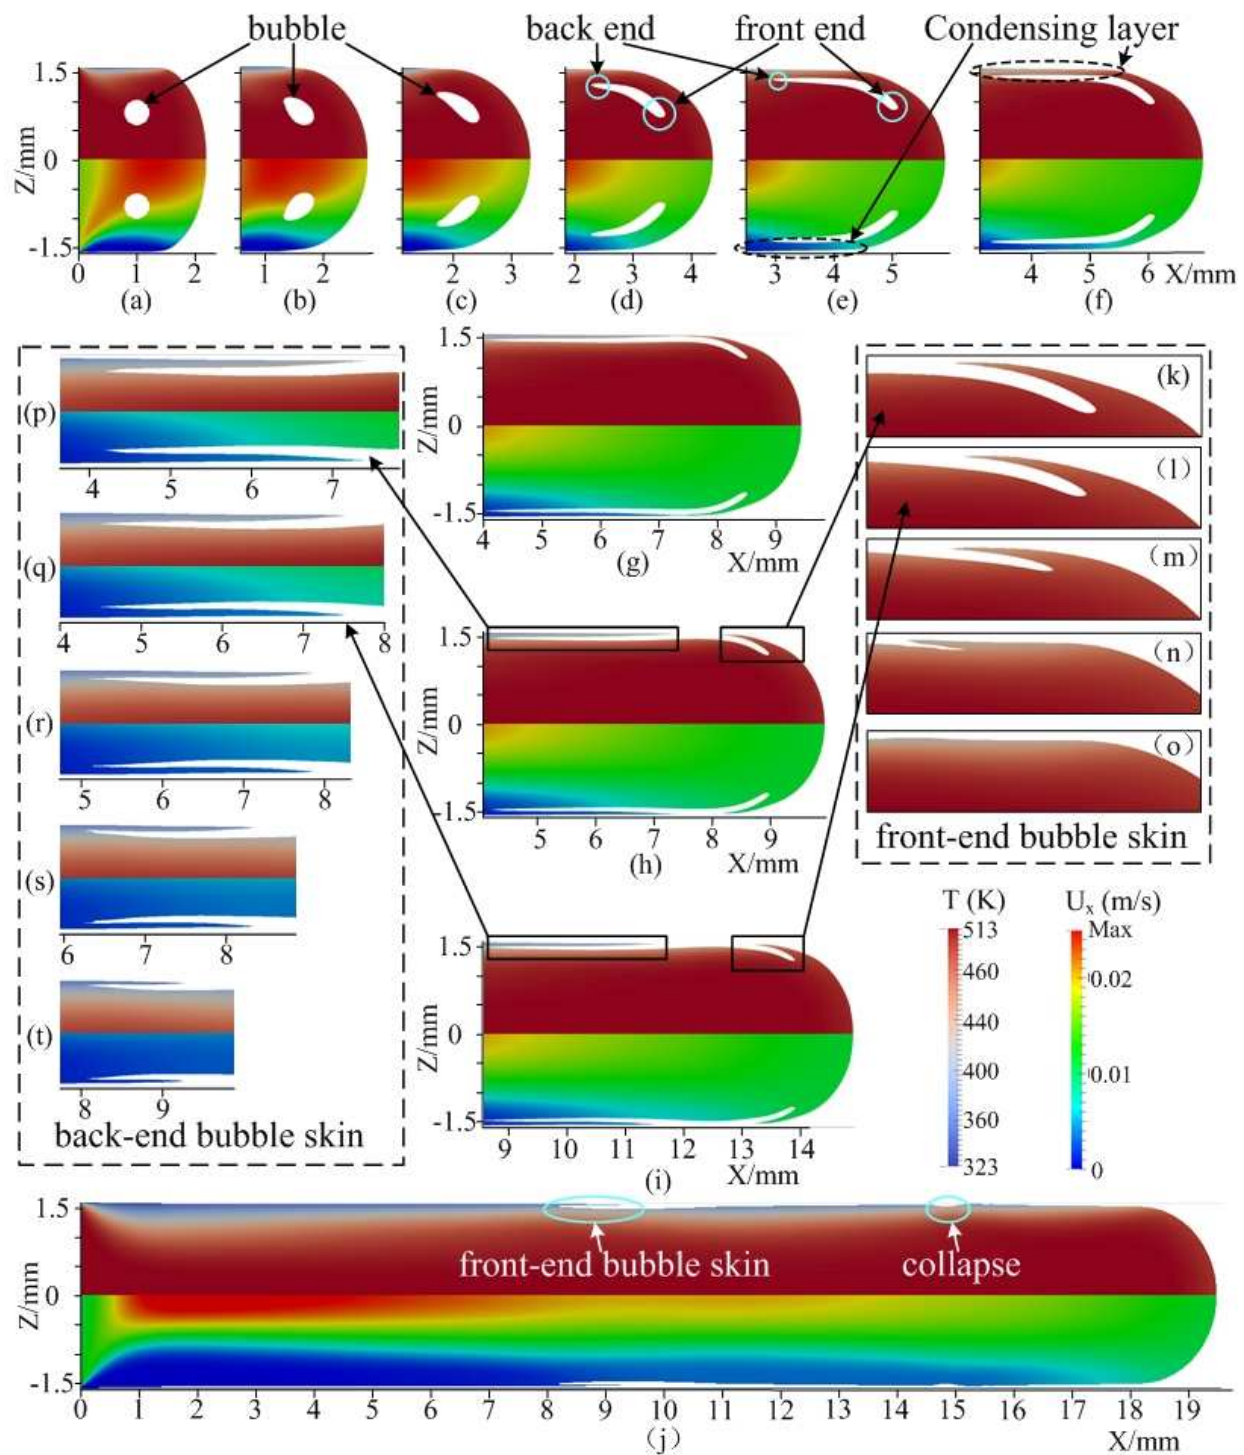 bubble
back end
front end
Condensing layer
Z/mm
1.5
0
-1.5
0 1 2
1 2
2 3
2 3 4
3 4 5
4 5 6 X/mm
(a) (b) (c) (d) (e) (f)
(p)
4 5 6 7
(q)
4 5 6 7 8
(r)
5 6 7 8
(s)
6 7 8
(t)
8 9
back-end bubble skin
Z/mm
1.5
0
-1.5
4 5 6 7 8 9
(g) X/mm
Z/mm
1.5
0
-1.5
5 6 7 8 9
(h) X/mm
Z/mm
1.5
0
-1.5
9 10 11 12 13 14
(i) X/mm
(k)
(l)
(m)
(n)
(o)
front-end bubble skin
T (K)
513
460
440
400
360
323
Uₓ (m/s)
Max
0.02
0.01
0
Z/mm
1.5
0
-1.5
front-end bubble skin
collapse
0 1 2 3 4 5 6 7 8 9 10 11 12 13 14 15 16 17 18 19
(j) X/mm